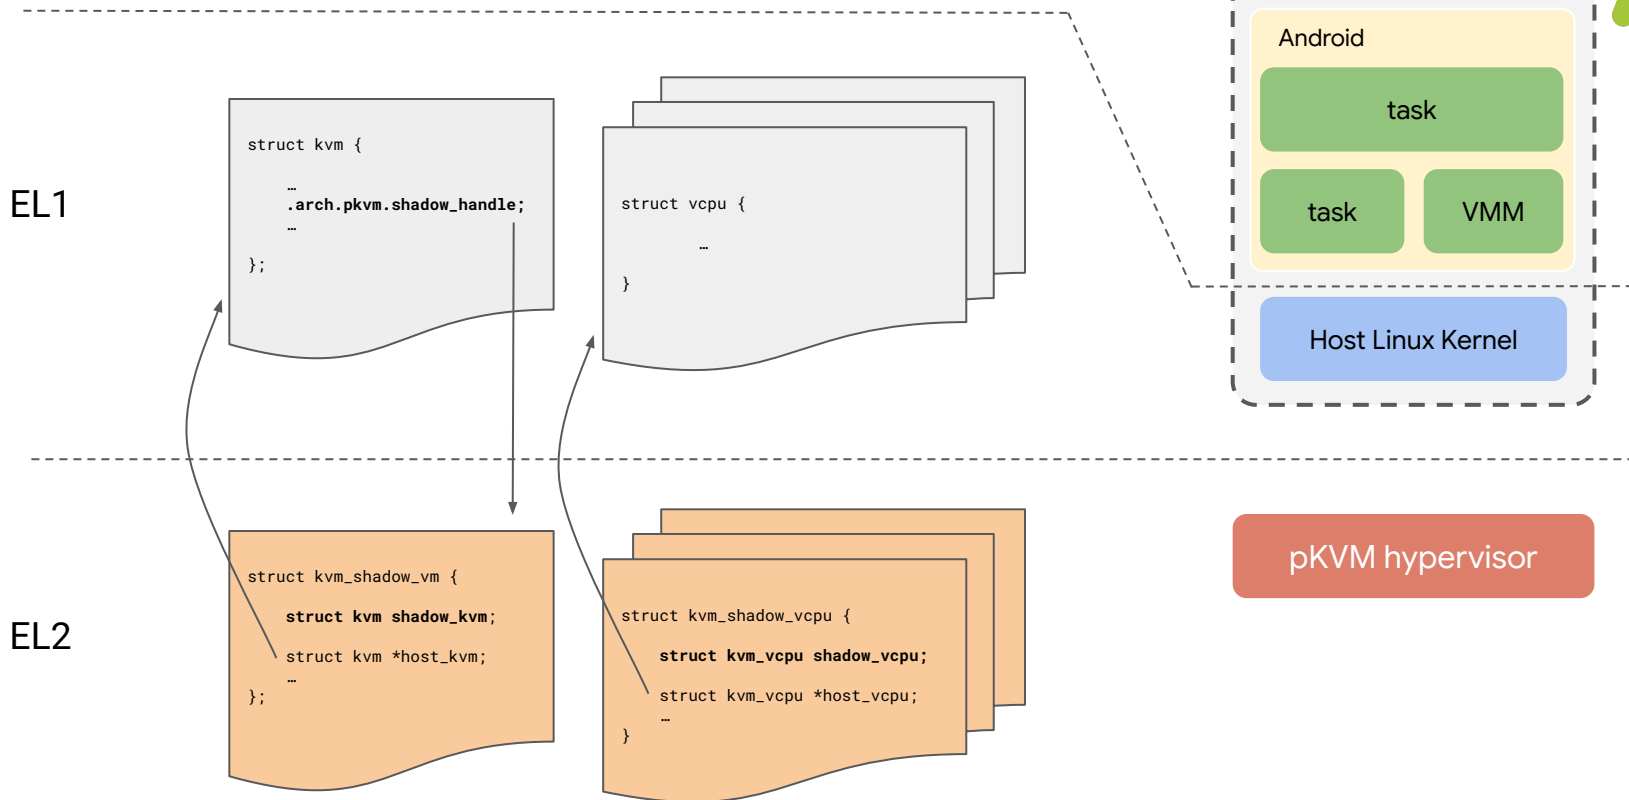 Android
task
task
VMM
Host Linux Kernel
EL1
struct kvm {
…
.arch.pkvm.shadow_handle;
…
};
struct vcpu {
…
}
EL2
struct kvm_shadow_vm {
struct kvm shadow_kvm;
struct kvm *host_kvm;
…
};
struct kvm_shadow_vcpu {
struct kvm_vcpu shadow_vcpu;
struct kvm_vcpu *host_vcpu;
…
}
pKVM hypervisor